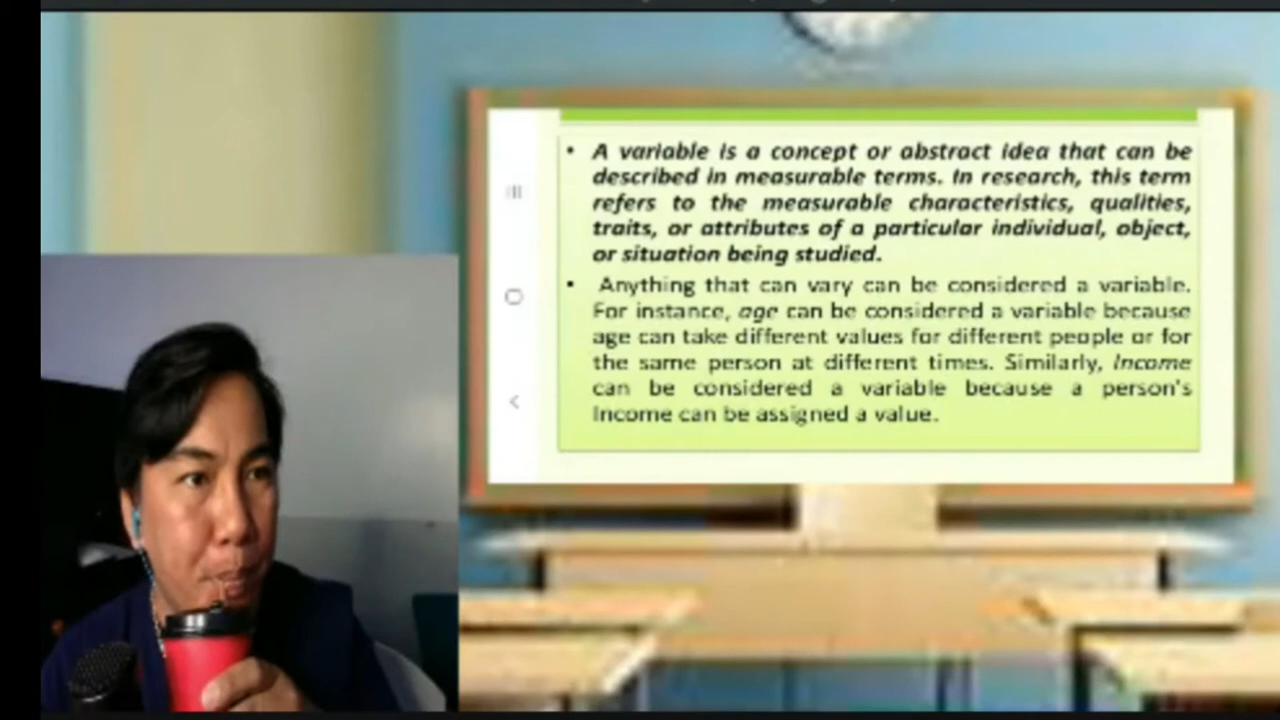 • A variable is a concept or abstract idea that can be
described in measurable terms. In research, this term
refers to the measurable characteristics, qualities,
traits, or attributes of a particular individual, object,
or situation being studied.
• Anything that can vary can be considered a variable.
For instance, age can be considered a variable because
age can take different values for different people or for
the same person at different times. Similarly, Income
can be considered a variable because a person's
Income can be assigned a value.